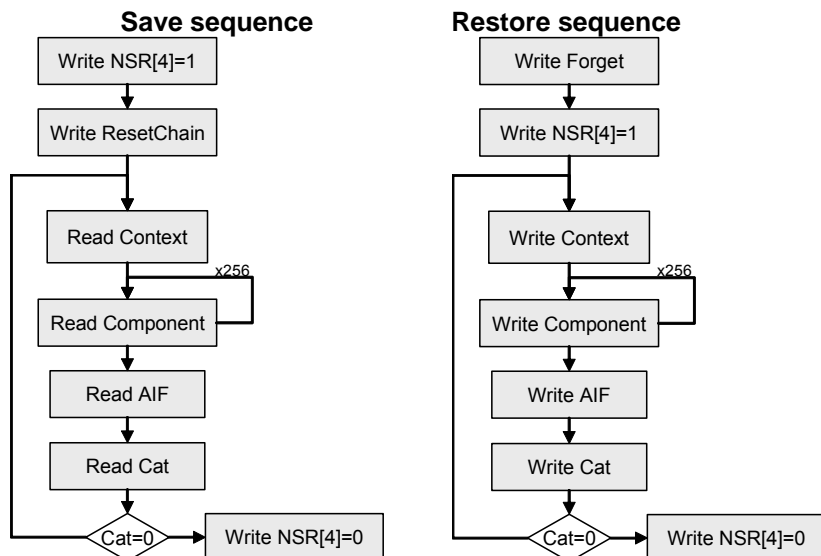 Save sequence
Write NSR[4]=1
Write ResetChain
Read Context
x256
Read Component
Read AIF
Read Cat
Cat=0
Write NSR[4]=0
Restore sequence
Write Forget
Write NSR[4]=1
Write Context
x256
Write Component
Write AIF
Write Cat
Cat=0
Write NSR[4]=0